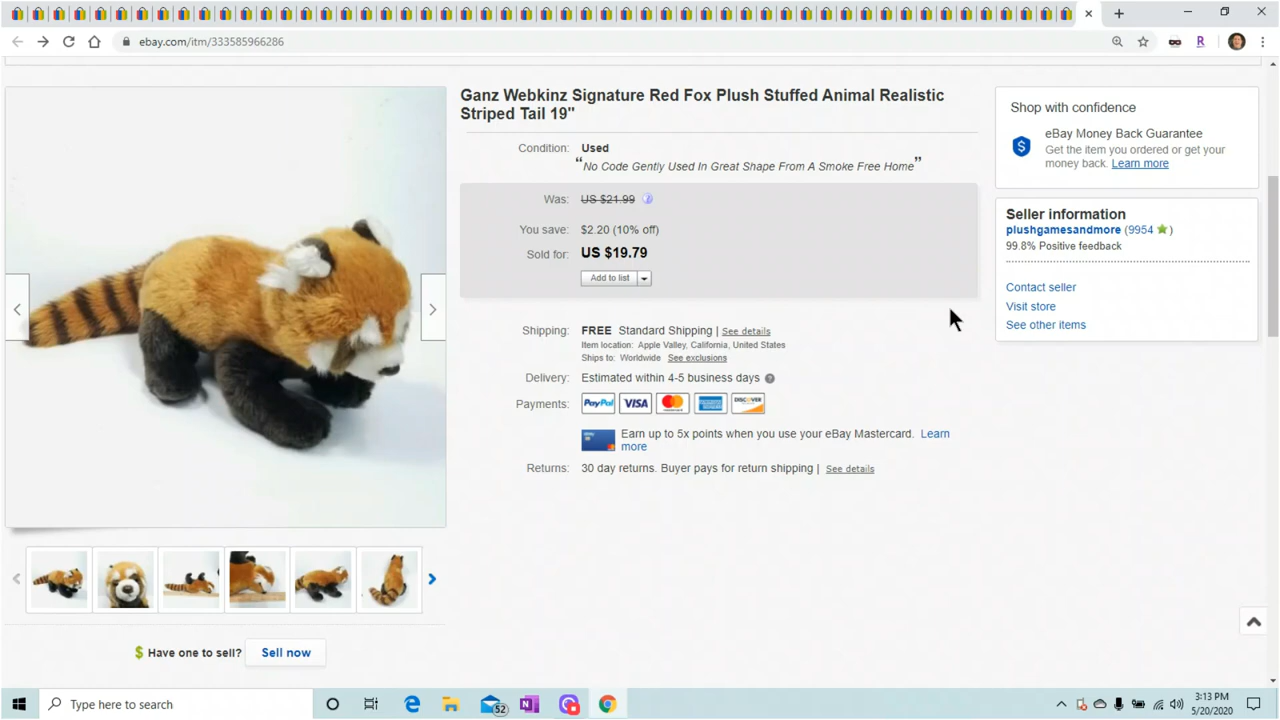 ebay.com/itm/333585966286
R
Ganz Webkinz Signature Red Fox Plush Stuffed Animal Realistic
Striped Tail 19"
Condition: Used
“No Code Gently Used In Great Shape From A Smoke Free Home”
Was: US $21.99
You save: $2.20 (10% off)
Sold for: US $19.79
Add to list
Shipping: FREE Standard Shipping | See details
Item location: Apple Valley, California, United States
Ships to: Worldwide See exclusions
Delivery: Estimated within 4-5 business days ?
Payments: PayPal VISA MasterCard AMERICAN EXPRESS DISCOVER
Earn up to 5x points when you use your eBay Mastercard. Learn
more
Returns: 30 day returns. Buyer pays for return shipping | See details
Shop with confidence
eBay Money Back Guarantee
Get the item you ordered or get your
money back. Learn more
Seller information
plushgamesandmore (9954 )
99.8% Positive feedback
Contact seller
Visit store
See other items
$ Have one to sell? Sell now
Type here to search
52
3:13 PM
5/20/2020